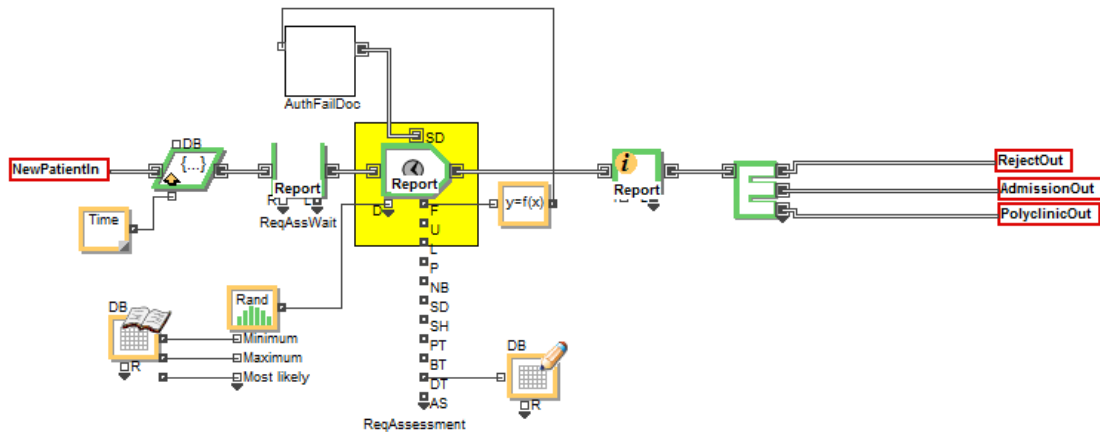 AuthFailDoc
DB
SD
NewPatientIn
{...}
Report
Report
Report
RejectOut
AdmissionOut
PolyclinicOut
R
L
ReqAssWait
D
F
y=f(x)
Time
U
L
P
NB
SD
SH
PT
BT
DT
AS
Rand
DB
Minimum
Maximum
Most likely
R
DB
R
ReqAssessment
i